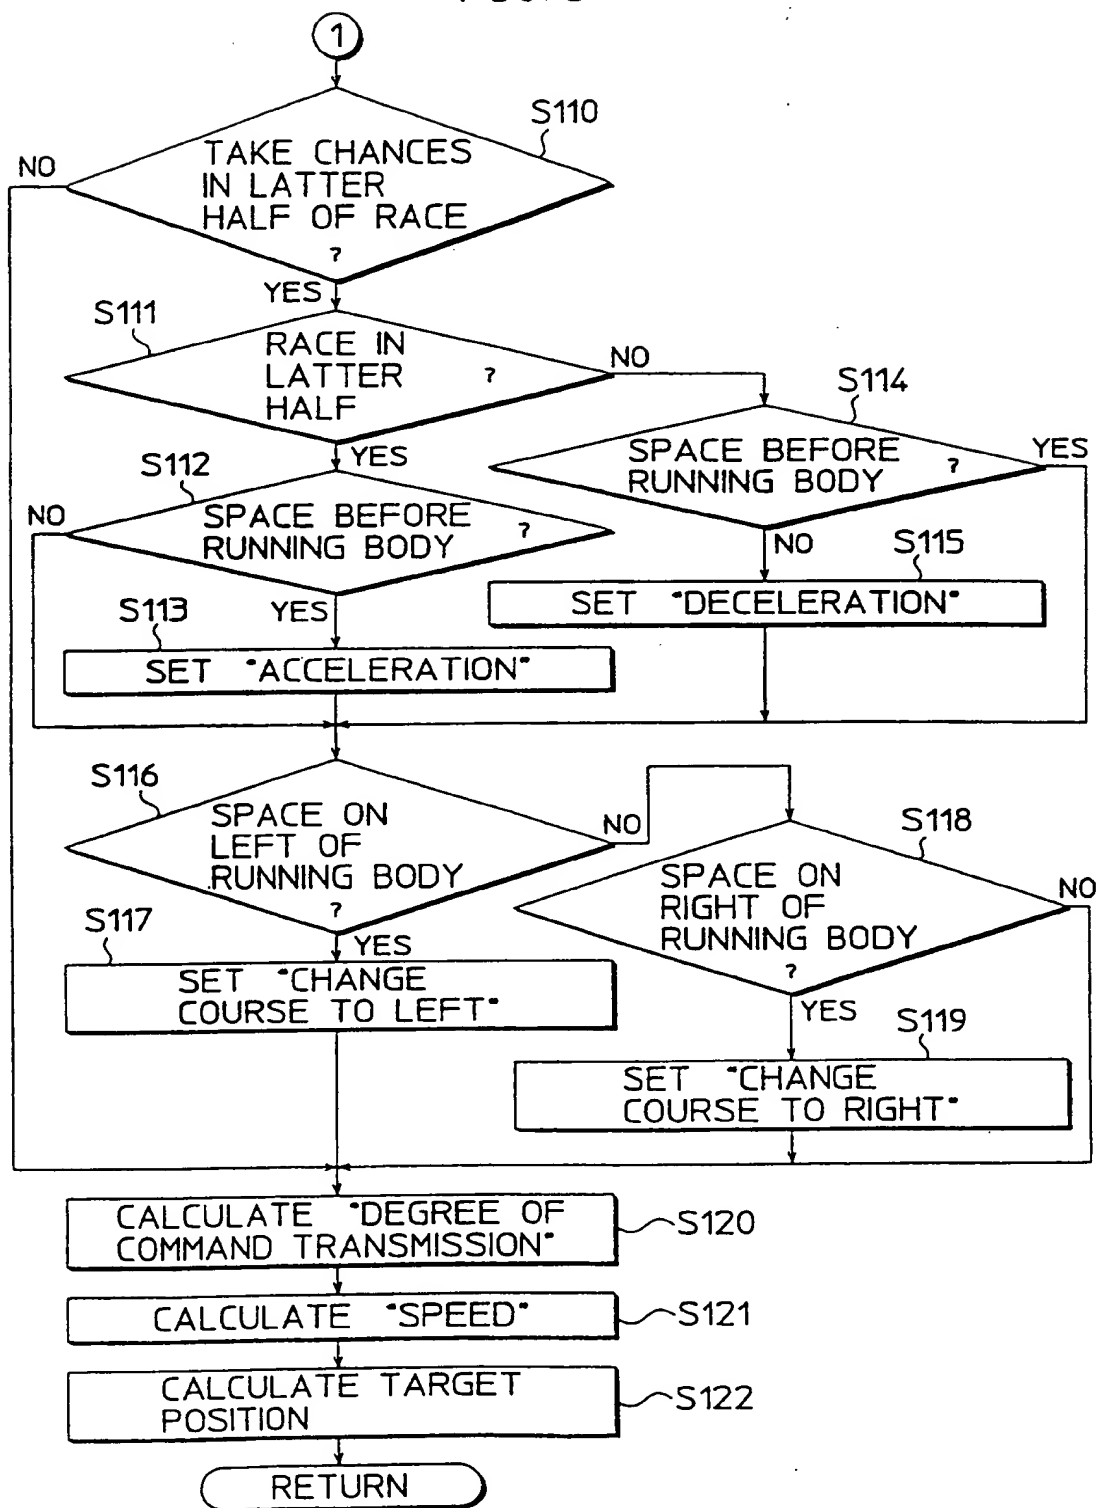 1
S110
NO
TAKE CHANCES
IN LATTER
HALF OF RACE
?
YES
S111
RACE IN
LATTER
HALF
?
NO
S114
YES
SPACE BEFORE
RUNNING BODY
?
YES
S112
NO
SPACE BEFORE
RUNNING BODY
?
NO
S115
SET "DECELERATION"
YES
S113
SET "ACCELERATION"
S116
SPACE ON
LEFT OF
RUNNING BODY
?
NO
S118
SPACE ON
RIGHT OF
RUNNING BODY
?
NO
S117
YES
SET "CHANGE
COURSE TO LEFT"
YES
S119
SET "CHANGE
COURSE TO RIGHT"
CALCULATE "DEGREE OF
COMMAND TRANSMISSION"
S120
CALCULATE "SPEED"
S121
CALCULATE TARGET
POSITION
S122
RETURN